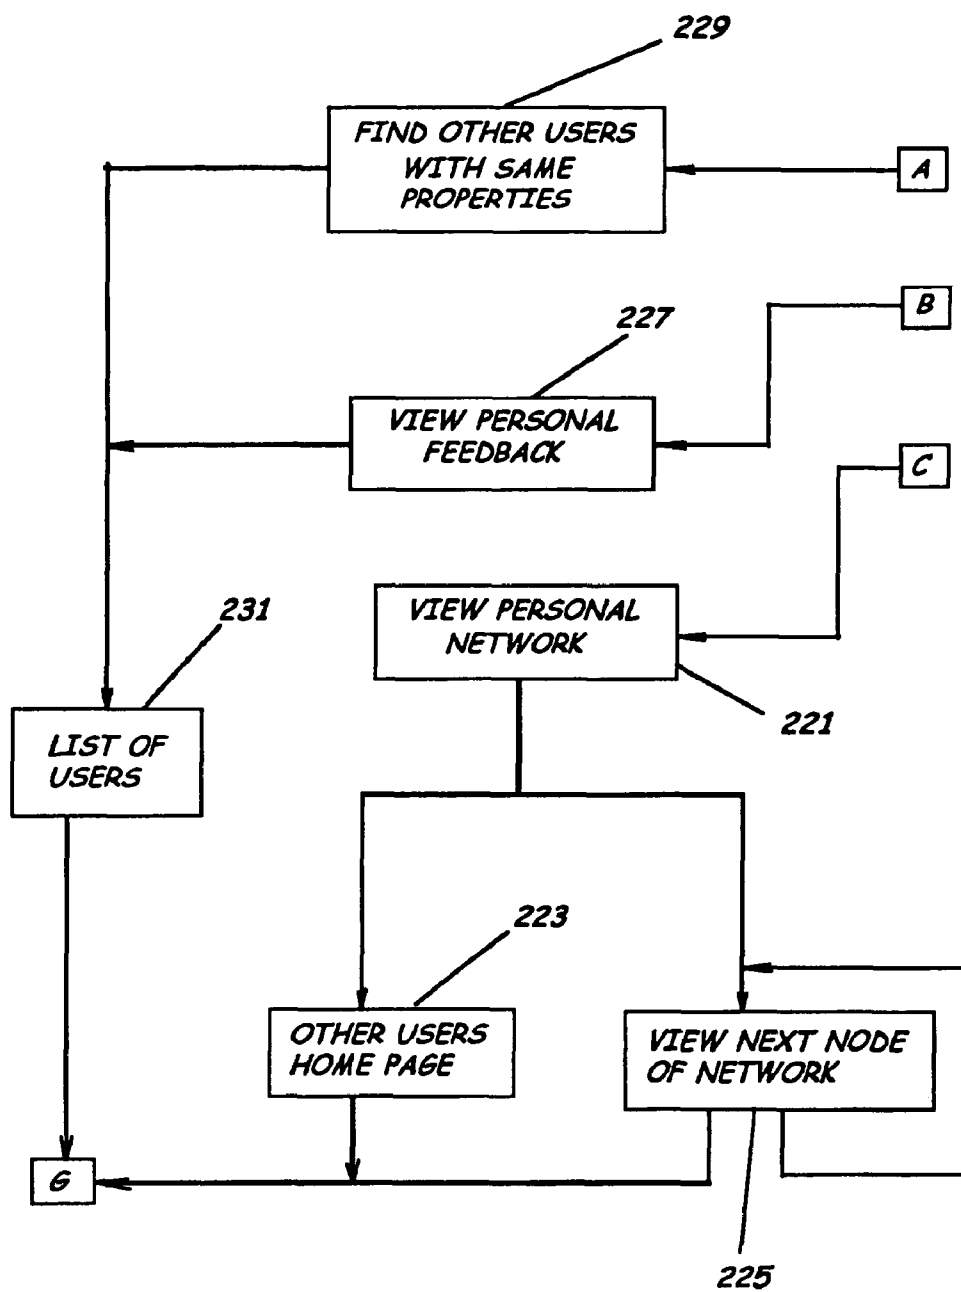 229
FIND OTHER USERS
WITH SAME
PROPERTIES
A
B
227
VIEW PERSONAL
FEEDBACK
C
231
VIEW PERSONAL
NETWORK
221
LIST OF
USERS
223
OTHER USERS
HOME PAGE
VIEW NEXT NODE
OF NETWORK
G
225